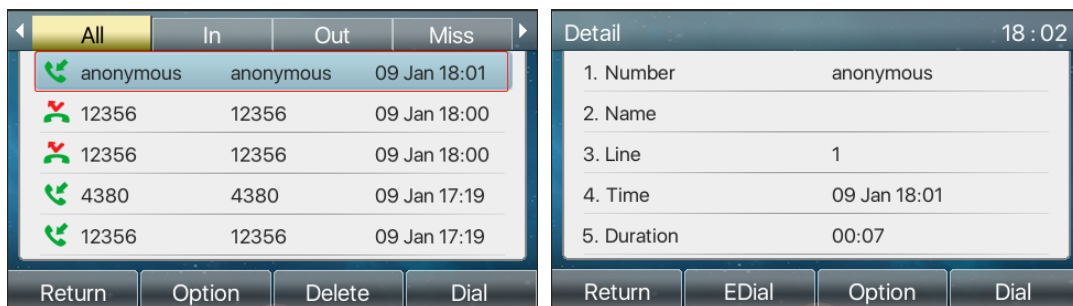 All In Out Miss
anonymous anonymous 09 Jan 18:01
12356 12356 09 Jan 18:00
12356 12356 09 Jan 18:00
4380 4380 09 Jan 17:19
12356 12356 09 Jan 17:19
Return Option Delete Dial
Detail 18:02
1. Number anonymous
2. Name
3. Line 1
4. Time 09 Jan 18:01
5. Duration 00:07
Return EDial Option Dial